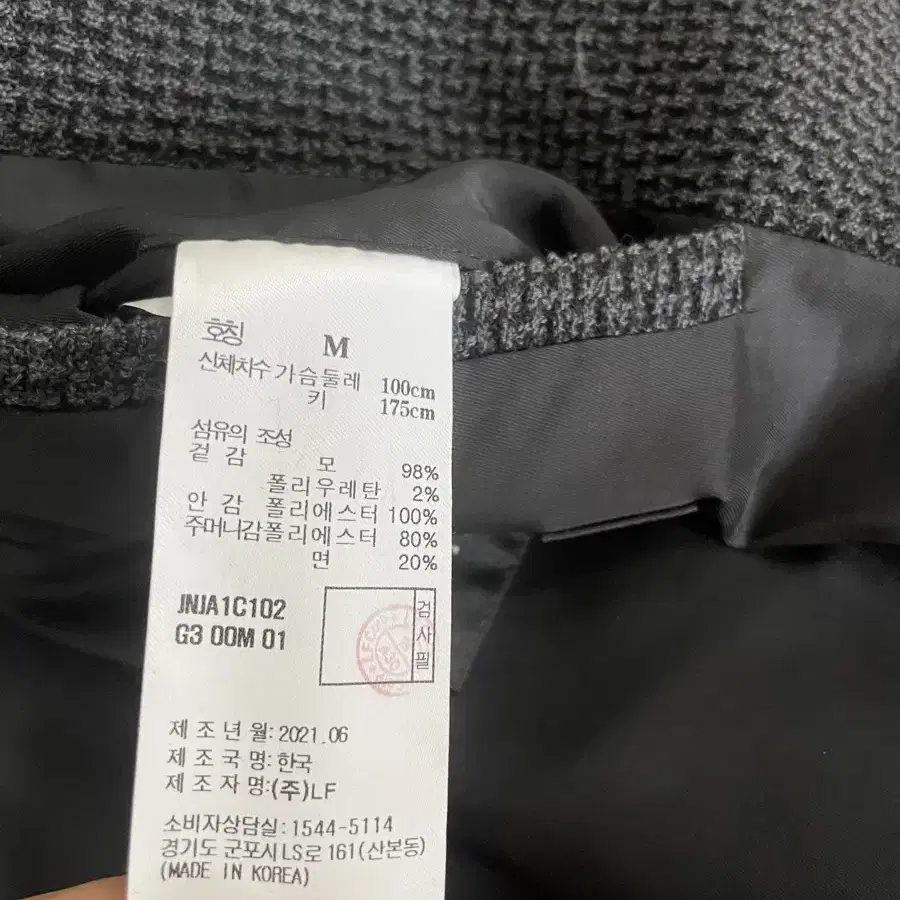 호칭 M
신체치수 가슴둘레 100cm
키 175cm
섬유의 조성
겉 감 모 98%
폴리우레탄 2%
안 감 폴리에스터 100%
주머니감 폴리에스터 80%
면 20%
JNJA1C102
G3 00M 01
검사필
제 조 년 월: 2021.06
제 조 국 명: 한국
제 조 자 명:(주)LF
소비자상담실: 1544-5114
경기도 군포시 LS로 161(산본동)
(MADE IN KOREA)